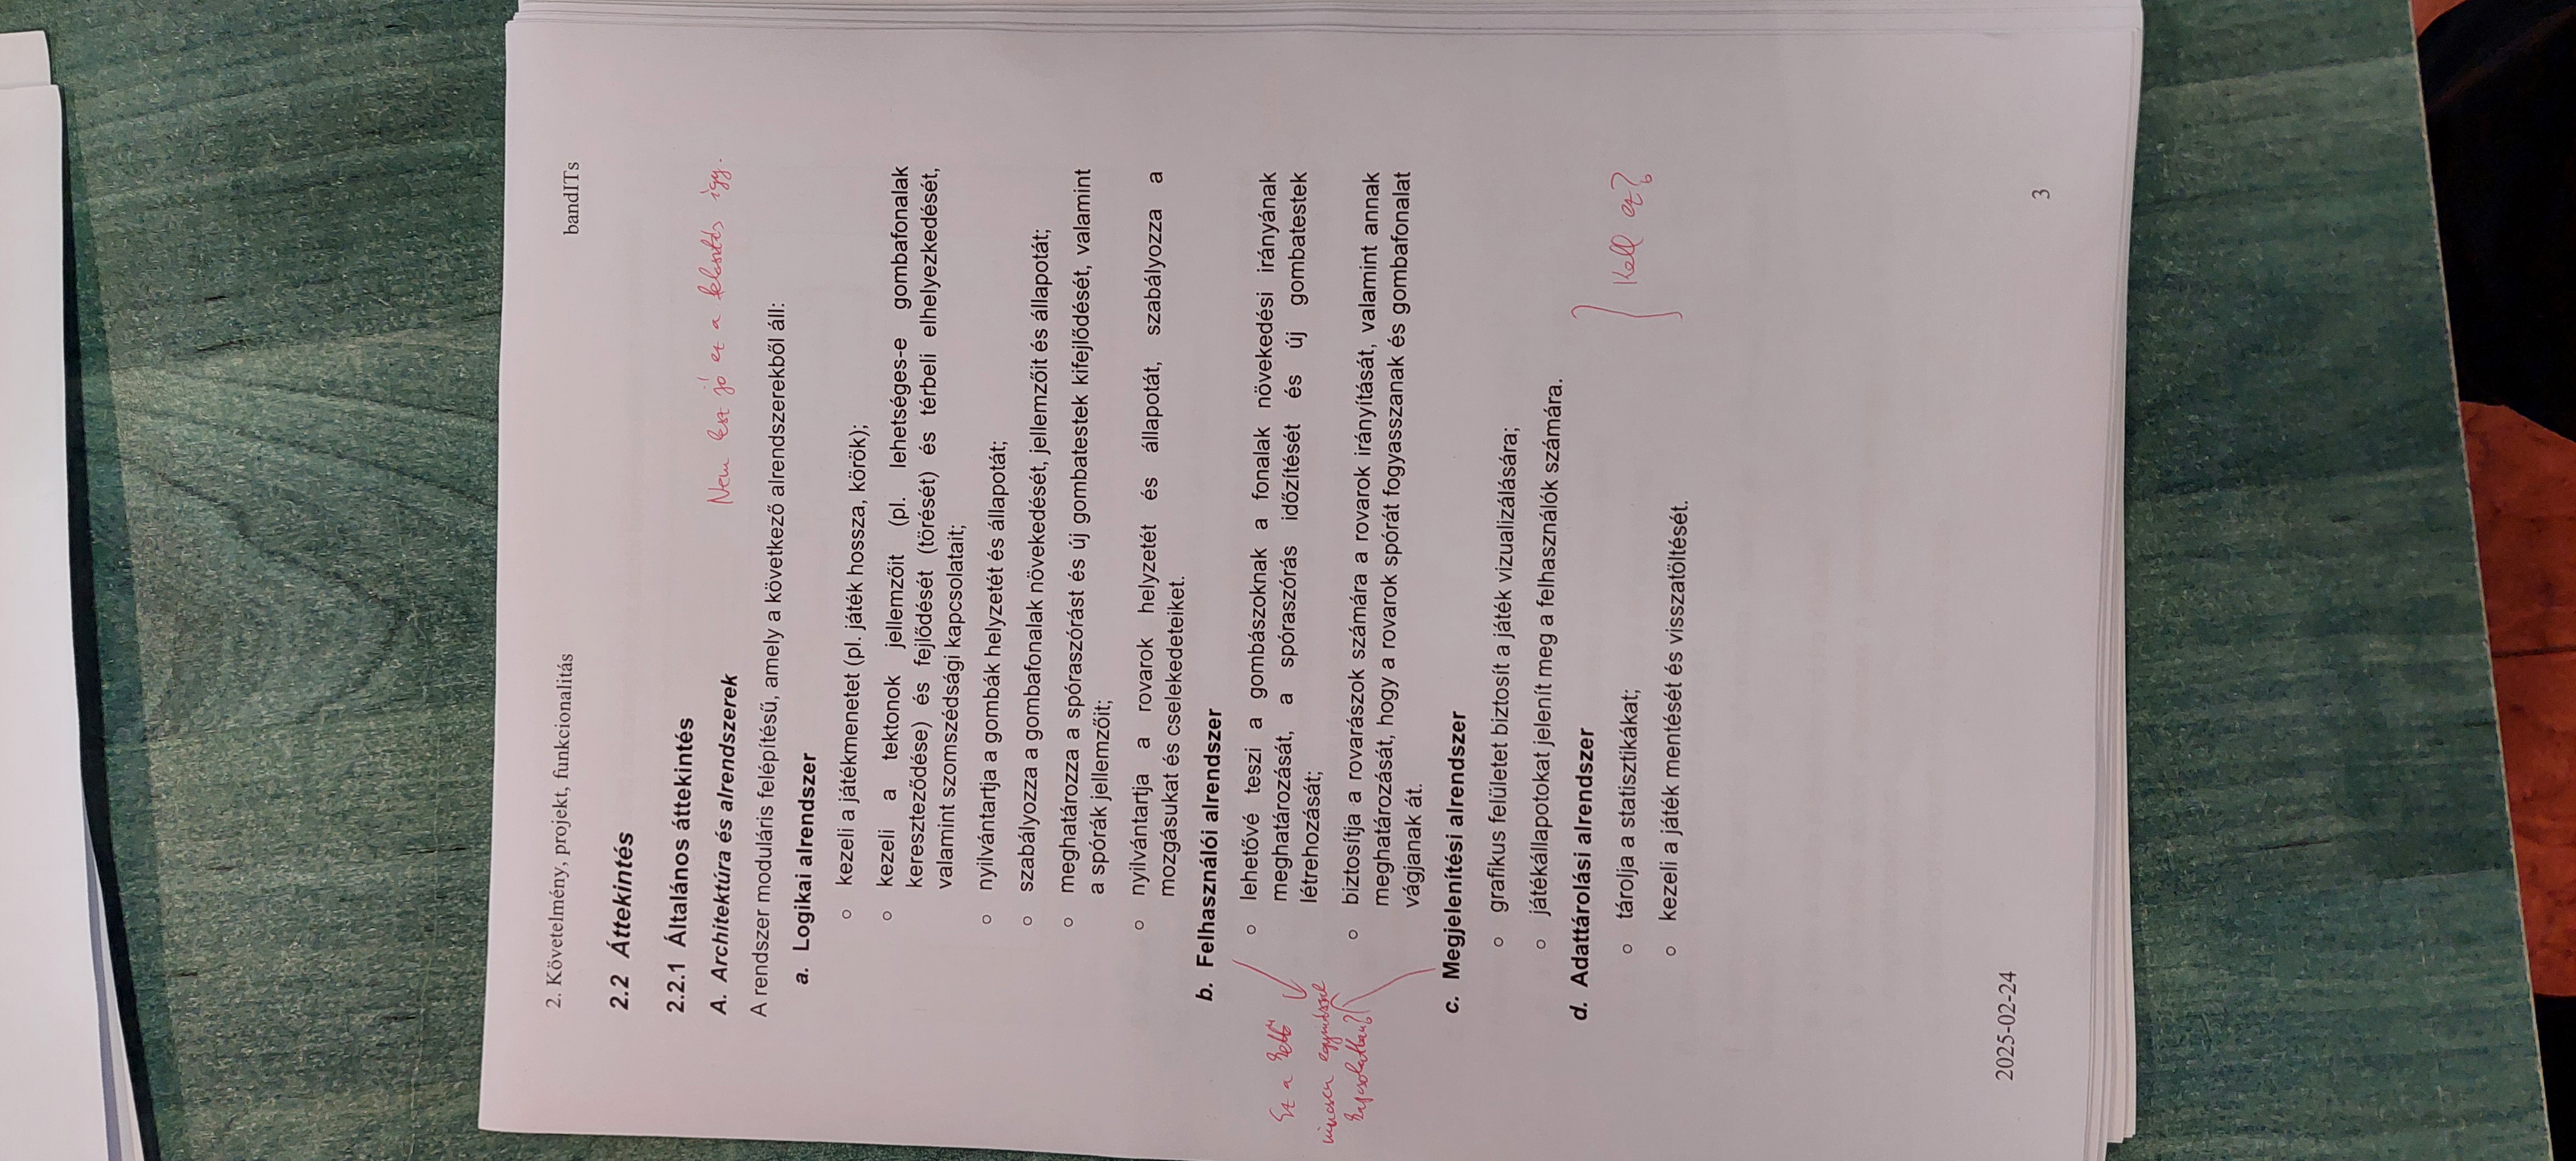 2. Követelmény, projekt, funkcionalitás
bandITs
2.2 Áttekintés
2.2.1 Általános áttekintés
A. Architektúra és alrendszerek
Nem lesz jó ez a felosztás így.
A rendszer moduláris felépítésű, amely a következő alrendszerekből áll:
a. Logikai alrendszer
○ kezeli a játékmenetet (pl. játék hossza, körök);
○ kezeli a tektonok jellemzőit (pl. lehetséges-e gombafonalak
kereszteződése) és fejlődését (törését) és térbeli elhelyezkedését,
valamint szomszédsági kapcsolatait;
○ nyilvántartja a gombák helyzetét és állapotát;
○ szabályozza a gombafonalak növekedését, jellemzőit és állapotát;
○ meghatározza a spóraszórást és új gombatestek kifejlődését, valamint
a spórák jellemzőit;
○ nyilvántartja a rovarok helyzetét és állapotát, szabályozza a
mozgásukat és cselekedeteiket.
b. Felhasználói alrendszer
○ lehetővé teszi a gombászoknak a fonalak növekedési irányának
meghatározását, a spóraszórás időzítését és új gombatestek
létrehozását;
Ez a kettő
nincsen egymással
kapcsolatban?
○ biztosítja a rovarászok számára a rovarok irányítását, valamint annak
meghatározását, hogy a rovarok spórát fogyasszanak és gombafonalat
vágjanak át.
c. Megjelenítési alrendszer
○ grafikus felületet biztosít a játék vizualizálására;
○ játékállapotokat jelenít meg a felhasználók számára.
d. Adattárolási alrendszer
○ tárolja a statisztikákat;
○ kezeli a játék mentését és visszatöltését.
Kell ez?
2025-02-24
3